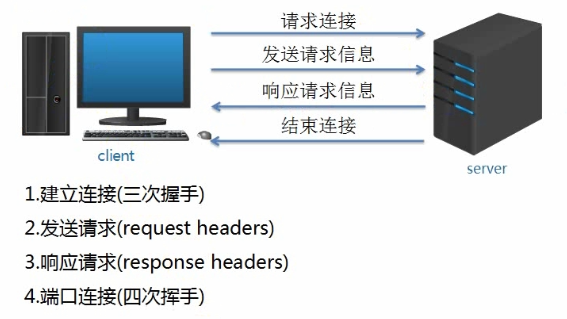 请求连接
发送请求信息
响应请求信息
结束连接
client
server
1.建立连接(三次握手)
2.发送请求(request headers)
3.响应请求(response headers)
4.端口连接(四次挥手)